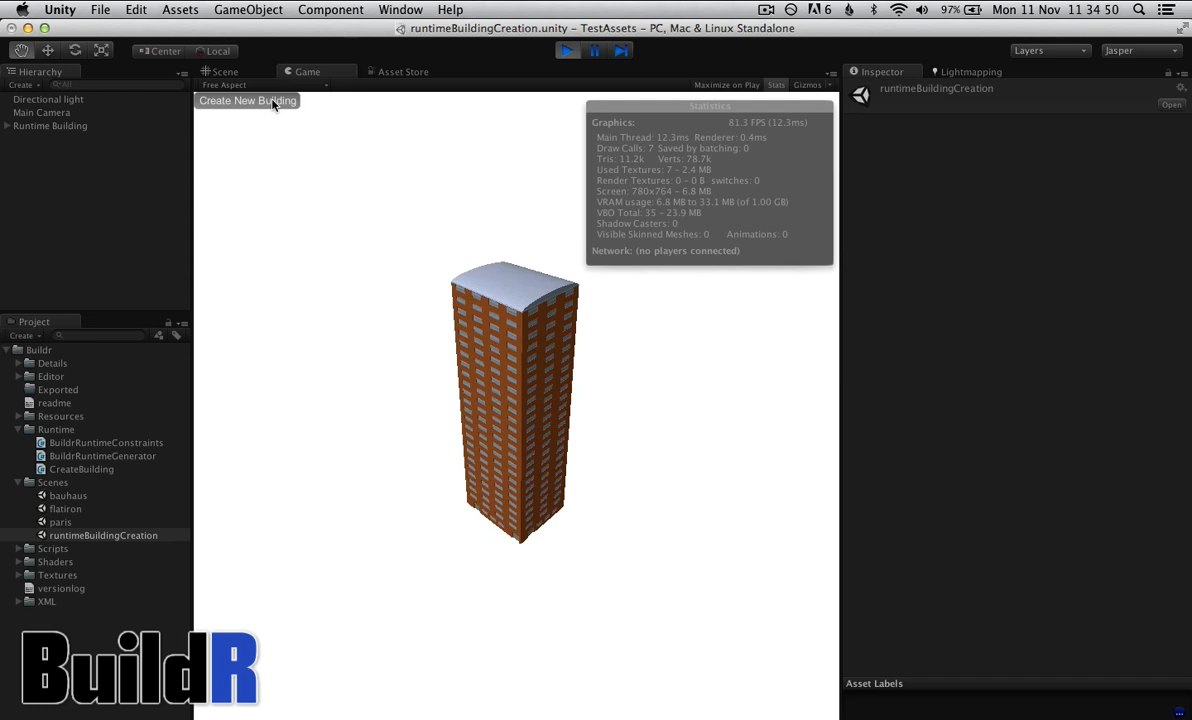 Unity File Edit Assets GameObject Component Window Help 6 97% Mon 11 Nov 11 34 50
runtimeBuildingCreation.unity – TestAssets – PC, Mac & Linux Standalone
Center Local Layers Jasper
Hierarchy Scene Game Asset Store Inspector Lightmapping
Create All Free Aspect Maximize on Play Stats Gizmos runtimeBuildingCreation
Open
Directional light
Main Camera
Runtime Building
Create New Building
Statistics
Graphics: 81.3 FPS (12.3ms)
Main Thread: 12.3ms Renderer: 0.4ms
Draw Calls: 7 Saved by batching: 0
Tris: 11.2k Verts: 78.7k
Used Textures: 7 – 2.4 MB
Render Textures: 0 – 0 B switches: 0
Screen: 780x764 – 6.8 MB
VRAM usage: 6.8 MB to 33.1 MB (of 1.00 GB)
VBO Total: 35 – 23.9 MB
Shadow Casters: 0
Visible Skinned Meshes: 0 Animations: 0
Network: (no players connected)
Project
Create
Buildr
Details
Editor
Exported
readme
Resources
Runtime
BuildrRuntimeConstraints
BuildrRuntimeGenerator
CreateBuilding
Scenes
bauhaus
flatiron
paris
runtimeBuildingCreation
Scripts
Shaders
Textures
versionlog
XML
BuildR
Asset Labels